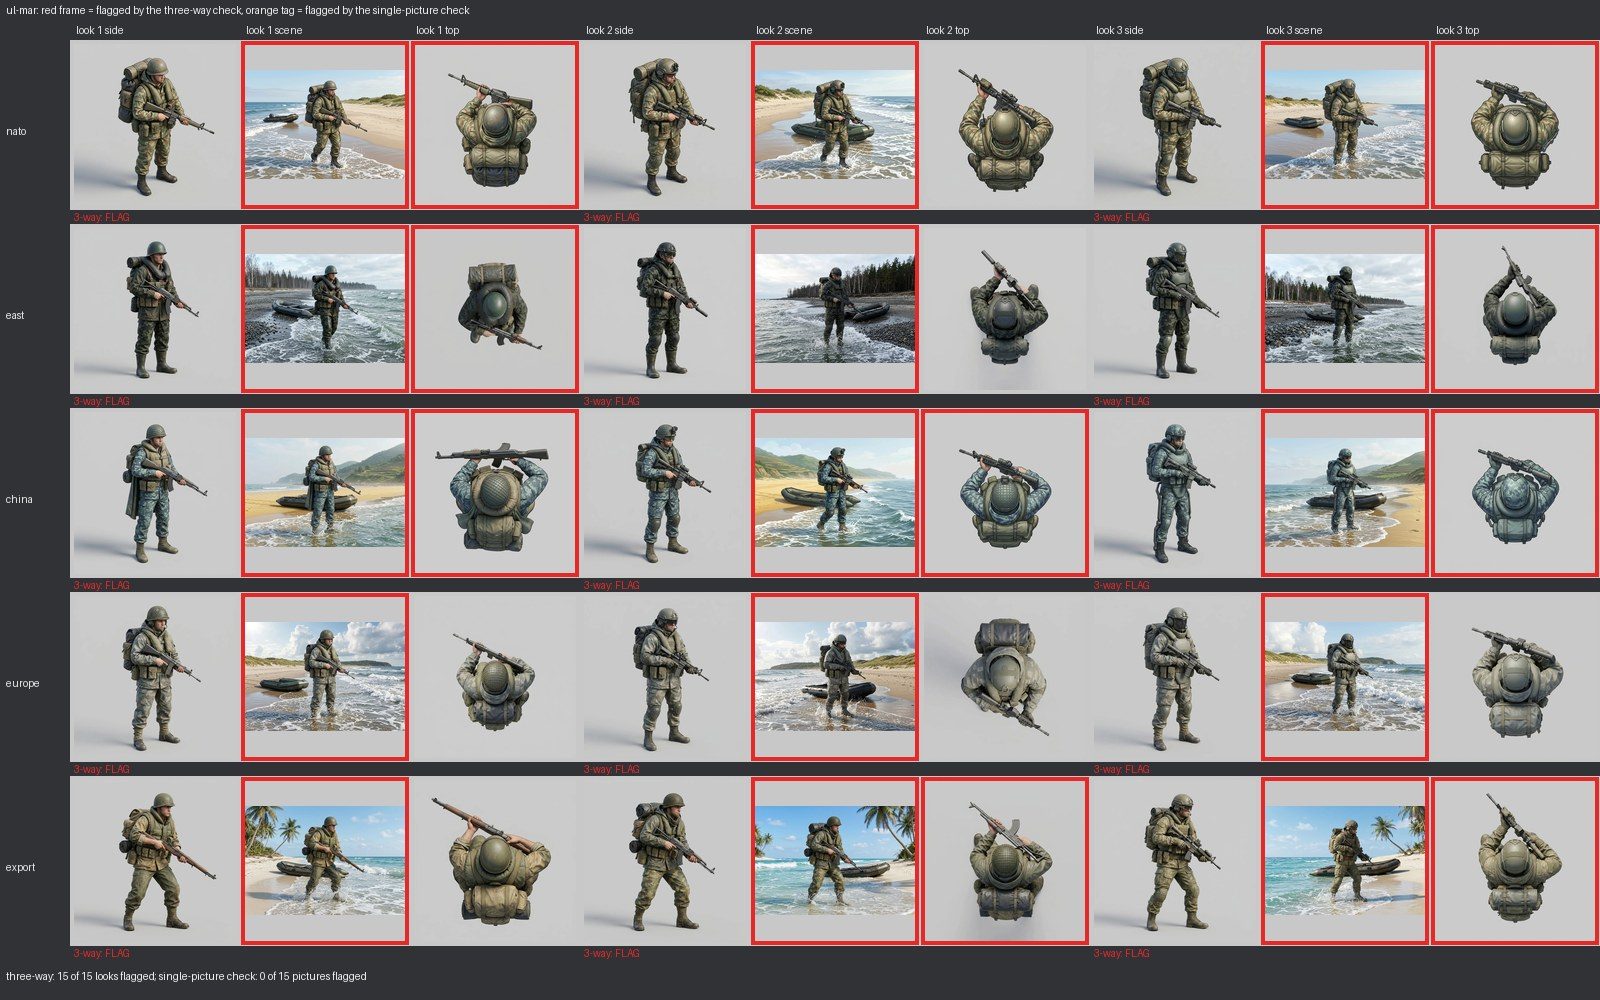 ul-mar: red frame = flagged by the three-way check, orange tag = flagged by the single-picture check
look 1 side look 1 scene look 1 top look 2 side look 2 scene look 2 top look 3 side look 3 scene look 3 top
nato
3-way: FLAG 3-way: FLAG 3-way: FLAG
east
3-way: FLAG 3-way: FLAG 3-way: FLAG
china
3-way: FLAG 3-way: FLAG 3-way: FLAG
europe
3-way: FLAG 3-way: FLAG 3-way: FLAG
export
3-way: FLAG 3-way: FLAG 3-way: FLAG
three-way: 15 of 15 looks flagged; single-picture check: 0 of 15 pictures flagged